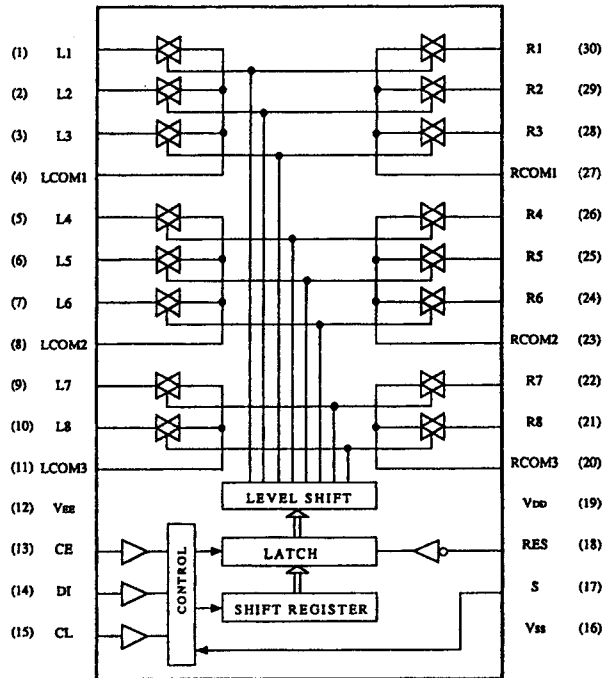 (1) L1 R1 (30)
(2) L2 R2 (29)
(3) L3 R3 (28)
(4) LCOM1 RCOM1 (27)
(5) L4 R4 (26)
(6) L5 R5 (25)
(7) L6 R6 (24)
(8) LCOM2 RCOM2 (23)
(9) L7 R7 (22)
(10) L8 R8 (21)
(11) LCOM3 RCOM3 (20)
LEVEL SHIFT
(12) VEE VDD (19)
(13) CE LATCH RES (18)
CONTROL
(14) DI SHIFT REGISTER S (17)
(15) CL VSS (16)